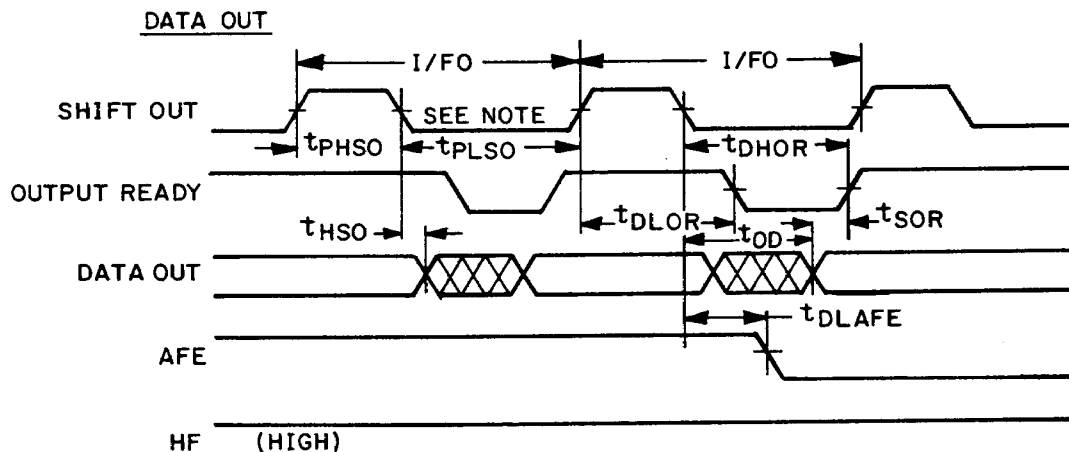 DATA OUT
I/FO I/FO
SHIFT OUT SEE NOTE
tPHSO tPLSO tDHOR
OUTPUT READY
tHSO tDLOR tOD tSOR
DATA OUT
tDLAFE
AFE
HF (HIGH)